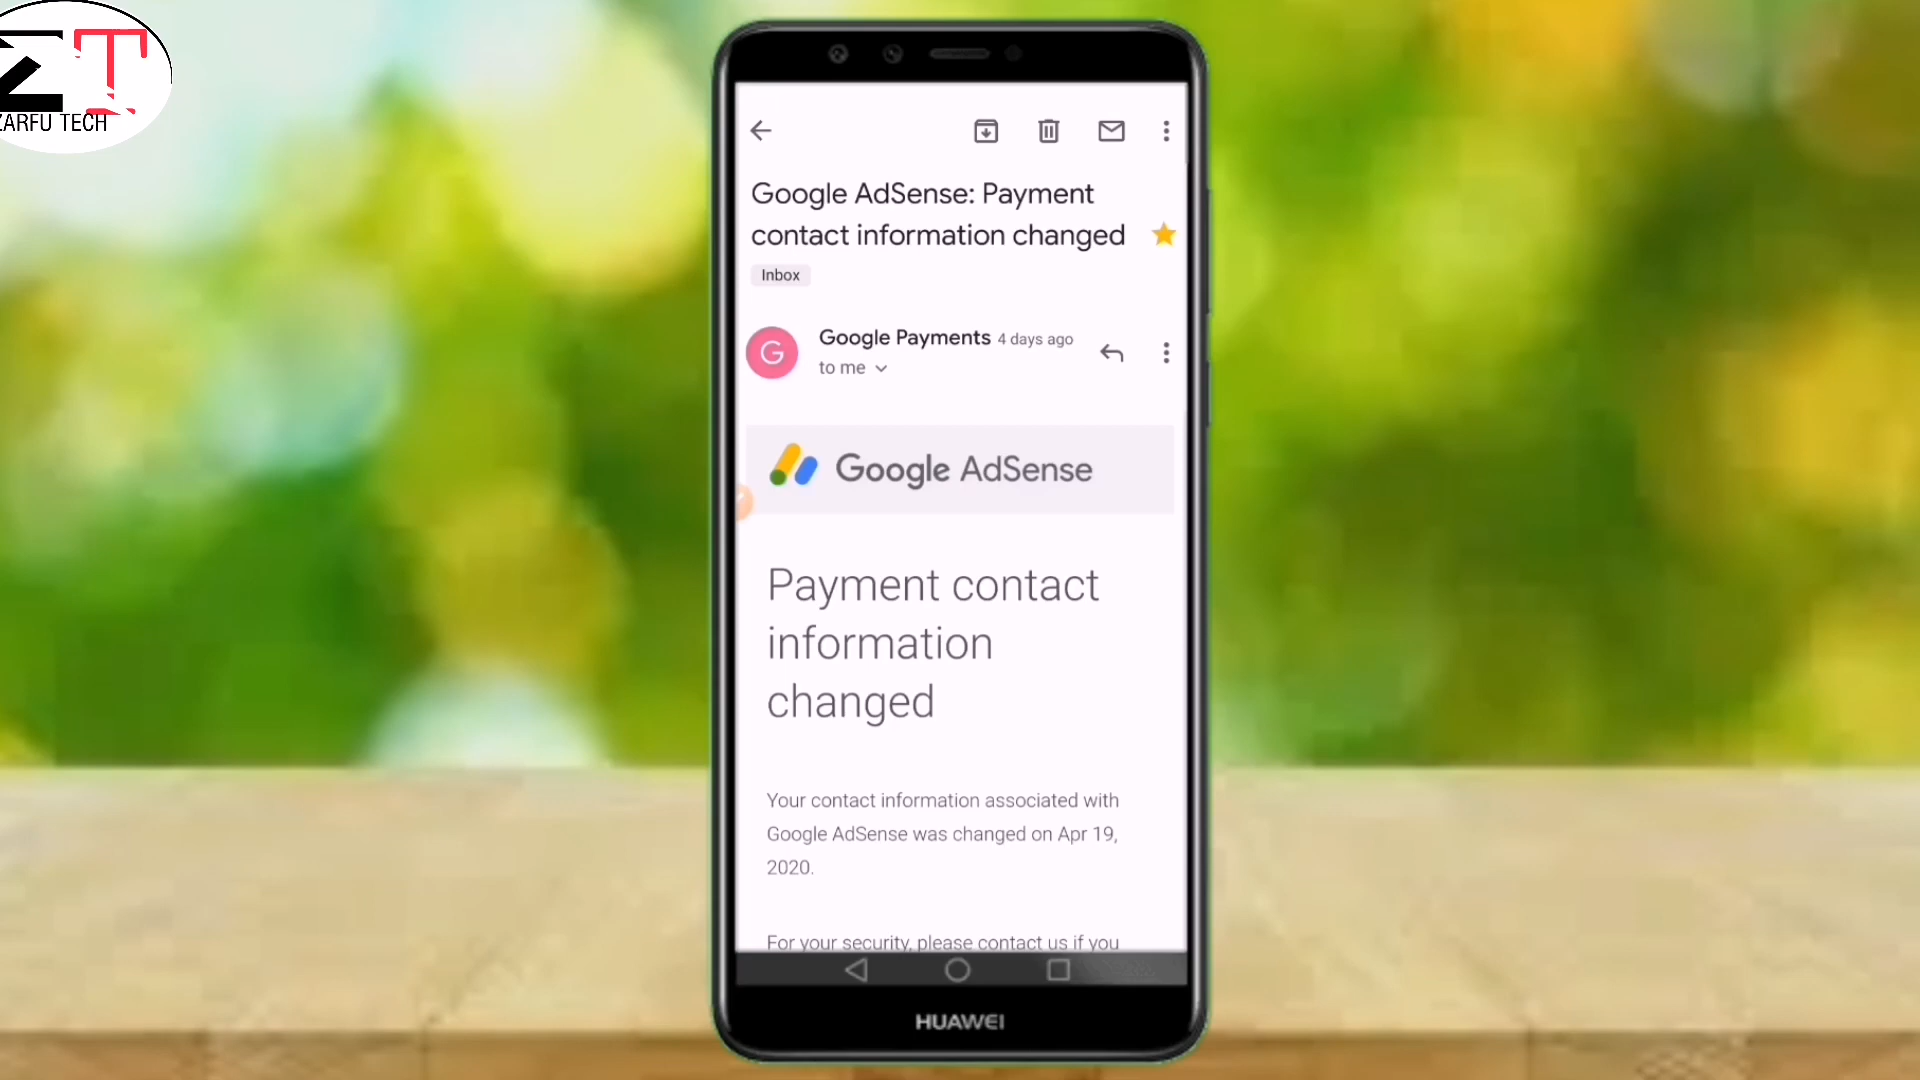 ZT
ZARFU TECH
Google AdSense: Payment
contact information changed
Inbox
G
Google Payments 4 days ago
to me
Google AdSense
Payment contact
information
changed
Your contact information associated with
Google AdSense was changed on Apr 19,
2020.
For your security, please contact us if you
HUAWEI